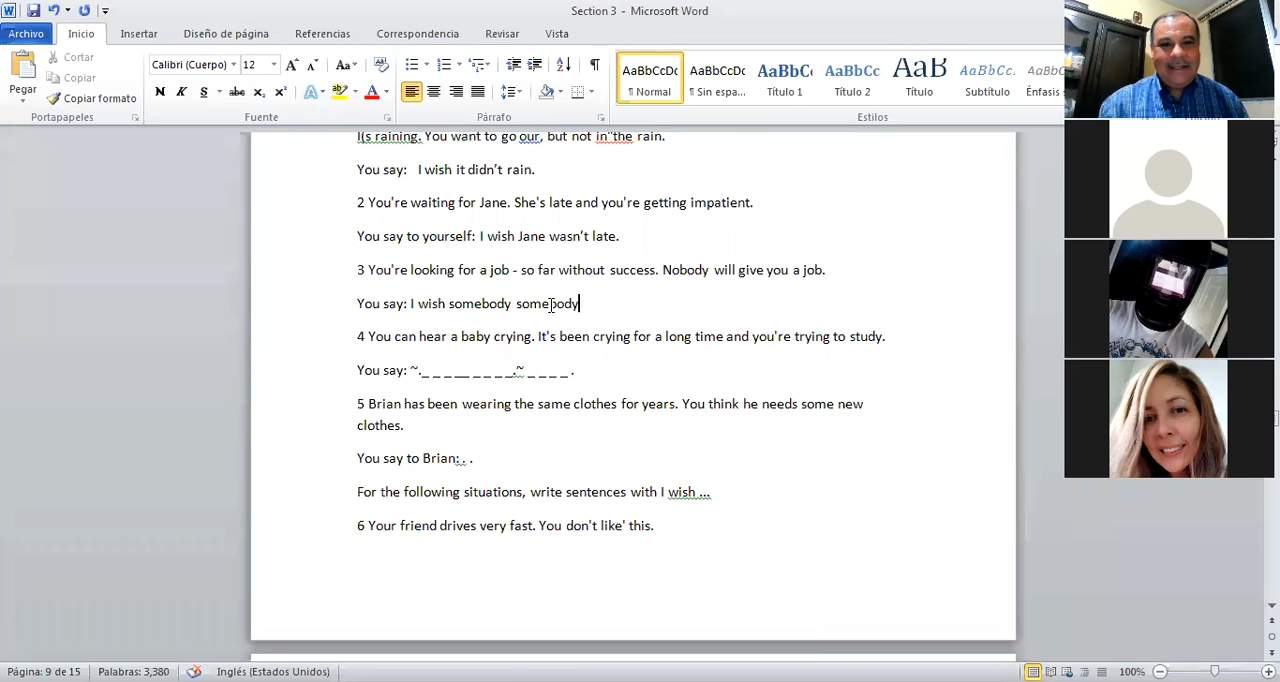 Section 3 - Microsoft Word
Archivo Inicio Insertar Diseño de página Referencias Correspondencia Revisar Vista
Pegar
Cortar
Copiar
Copiar formato
Portapapeles
Calibri (Cuerpo) 12
Fuente
Párrafo
AaBbCcDc AaBbCcDc AaBbC AaBbCc AaB AaBbCc. AaBbCcDc
¶ Normal ¶ Sin espa... Título 1 Título 2 Título Subtítulo Énfasis
Estilos
I(s raining. You want to go our, but not in"the rain.
You say: I wish it didn’t rain.
2 You're waiting for Jane. She's late and you're getting impatient.
You say to yourself: I wish Jane wasn’t late.
3 You're looking for a job - so far without success. Nobody will give you a job.
You say: I wish somebody somebody
4 You can hear a baby crying. It's been crying for a long time and you're trying to study.
You say: ~._ _ _ __ _ _ _ _.~ _ _ _ _ .
5 Brian has been wearing the same clothes for years. You think he needs some new
clothes.
You say to Brian: . .
For the following situations, write sentences with I wish ...
6 Your friend drives very fast. You don't like' this.
Página: 9 de 15 Palabras: 3,380 Inglés (Estados Unidos) 100%